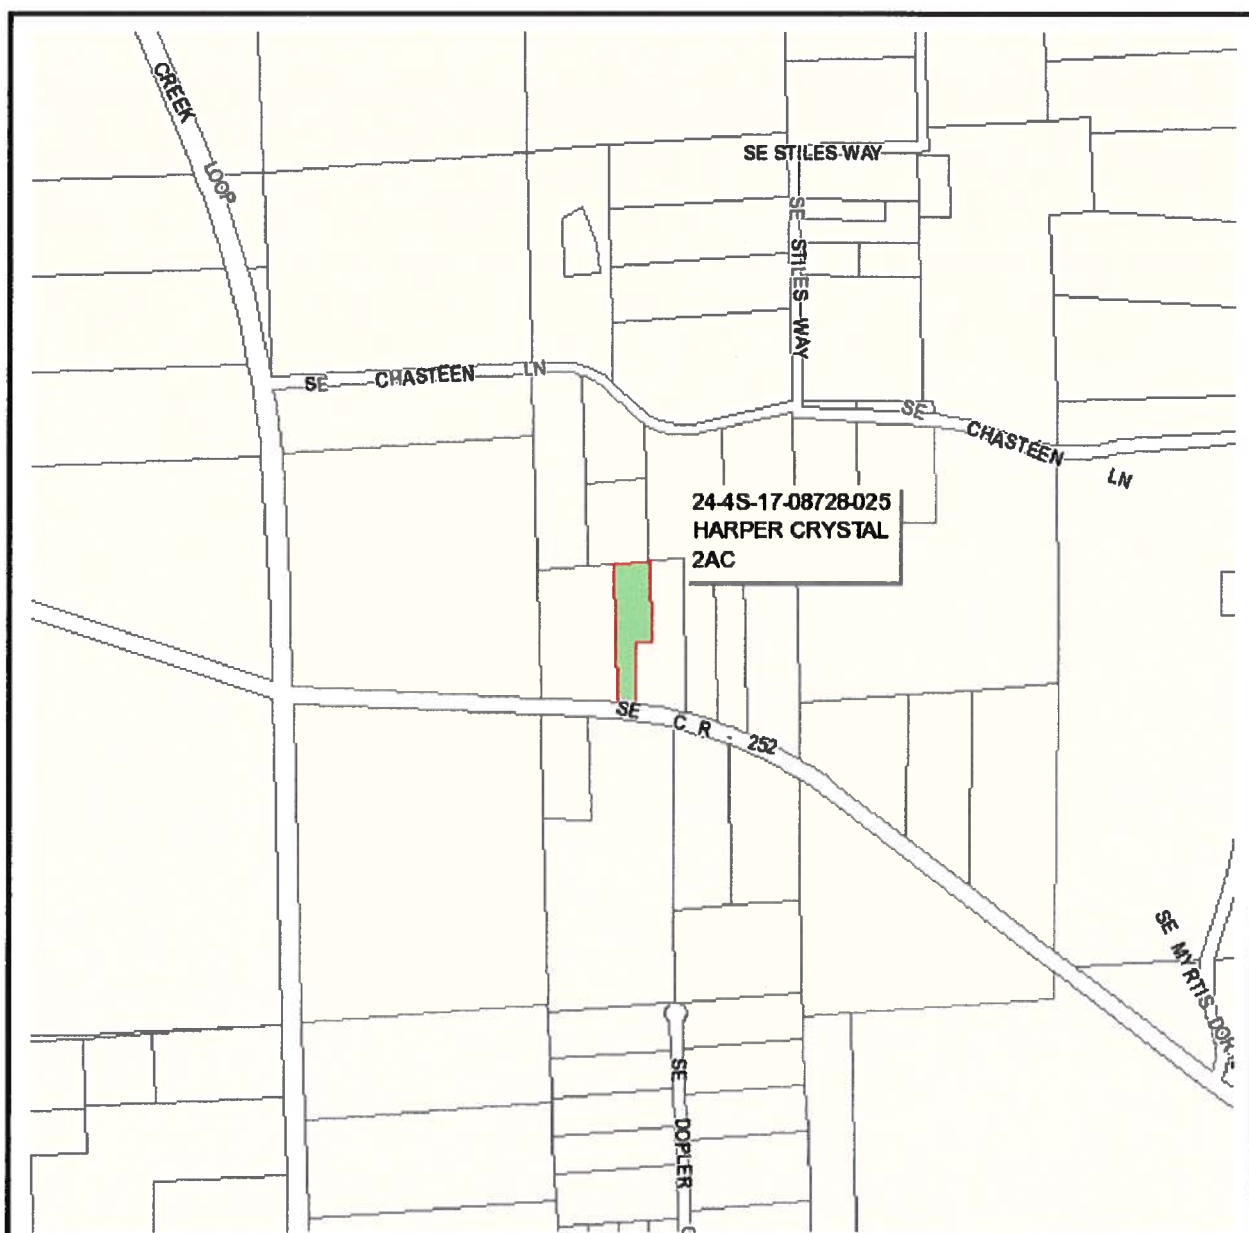 CREEK
LOOP
SE STILES WAY
SE STILES WAY
SE CHASTEEN LN
SE CHASTEEN LN
24-4S-17-08728-025
HARPER CRYSTAL
2AC
SE C R 252
SE MYRTIS
SE DOPLER